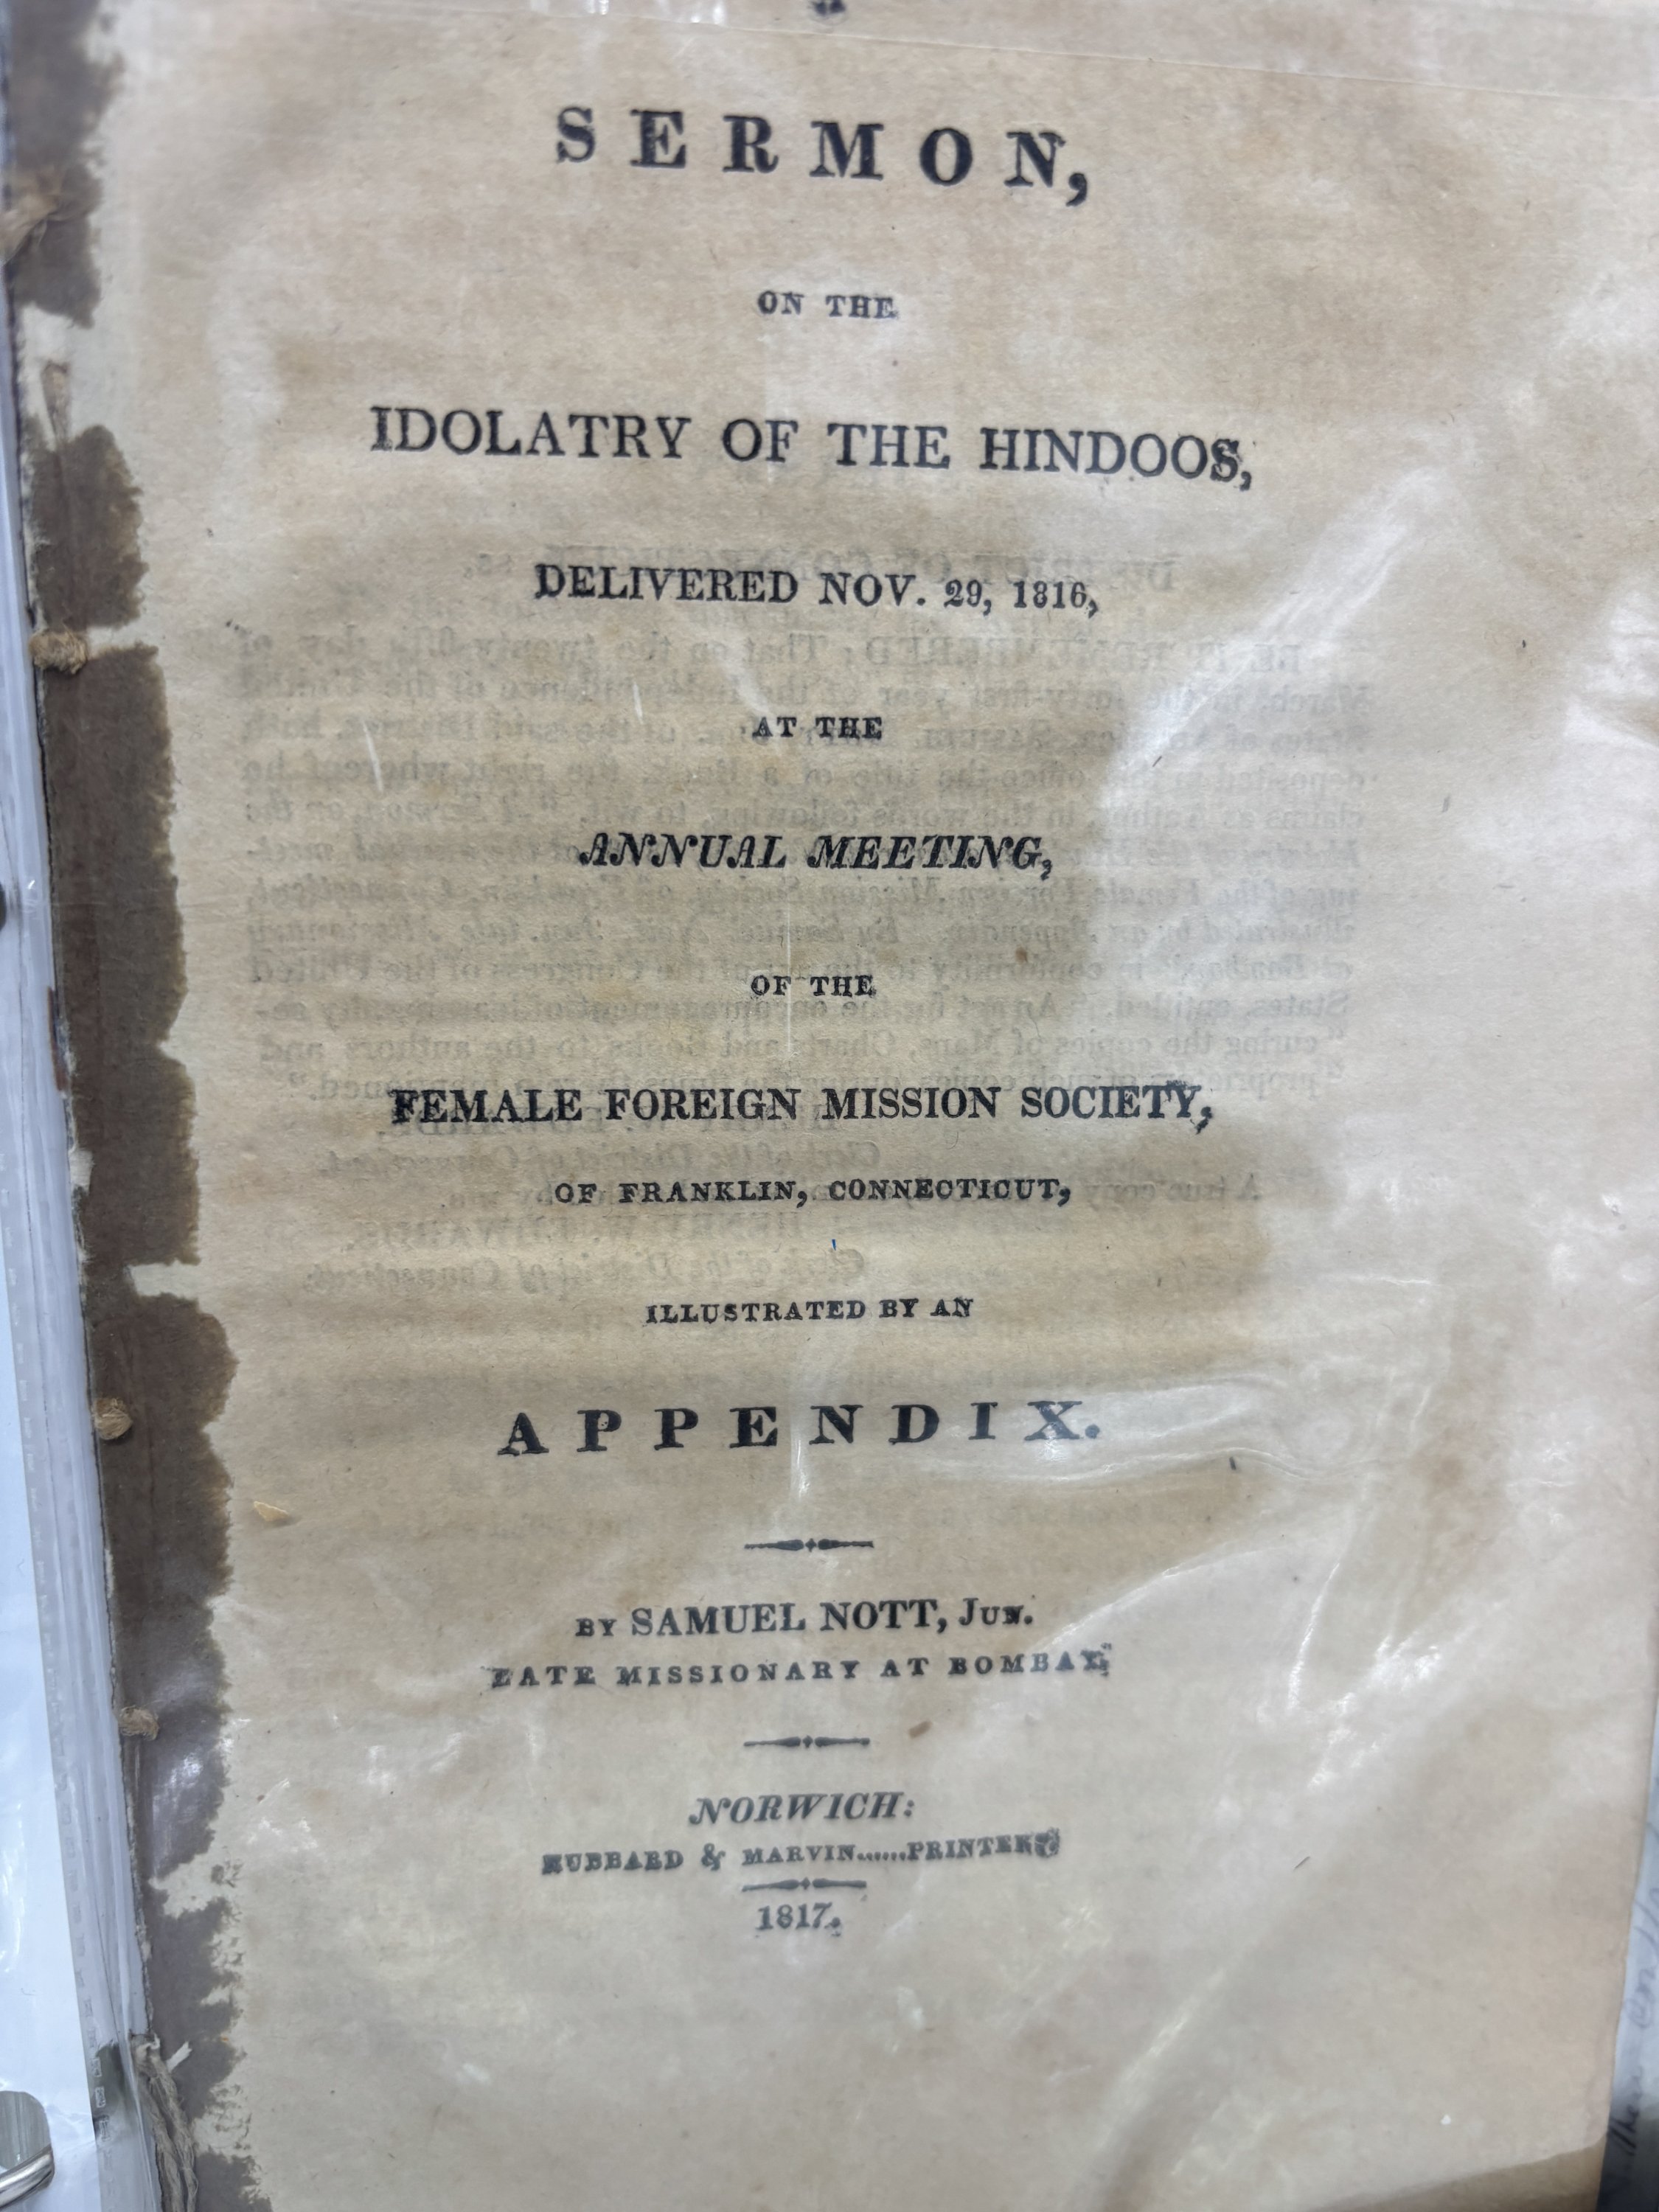 SERMON,
ON THE
IDOLATRY OF THE HINDOOS,
DELIVERED NOV. 29, 1816,
AT THE
ANNUAL MEETING,
OF THE
FEMALE FOREIGN MISSION SOCIETY,
OF FRANKLIN, CONNECTICUT,
ILLUSTRATED BY AN
APPENDIX.
BY SAMUEL NOTT, JUN.
LATE MISSIONARY AT BOMBAY,
NORWICH:
HUBBARD & MARVIN......PRINTERS
1817.